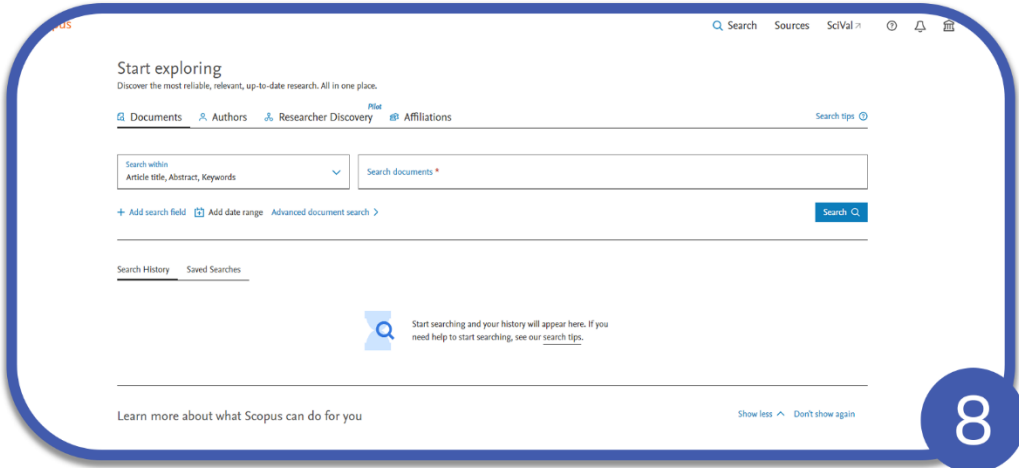 Search Sources SciVal
Start exploring
Discover the most reliable, relevant, up-to-date research. All in one place.
Pilot
Documents Authors Researcher Discovery Affiliations Search tips
Search within
Article title, Abstract, Keywords
Search documents *
+ Add search field Add date range Advanced document search >
Search
Search History Saved Searches
Start searching and your history will appear here. If you
need help to start searching, see our search tips.
Learn more about what Scopus can do for you Show less Don't show again
8